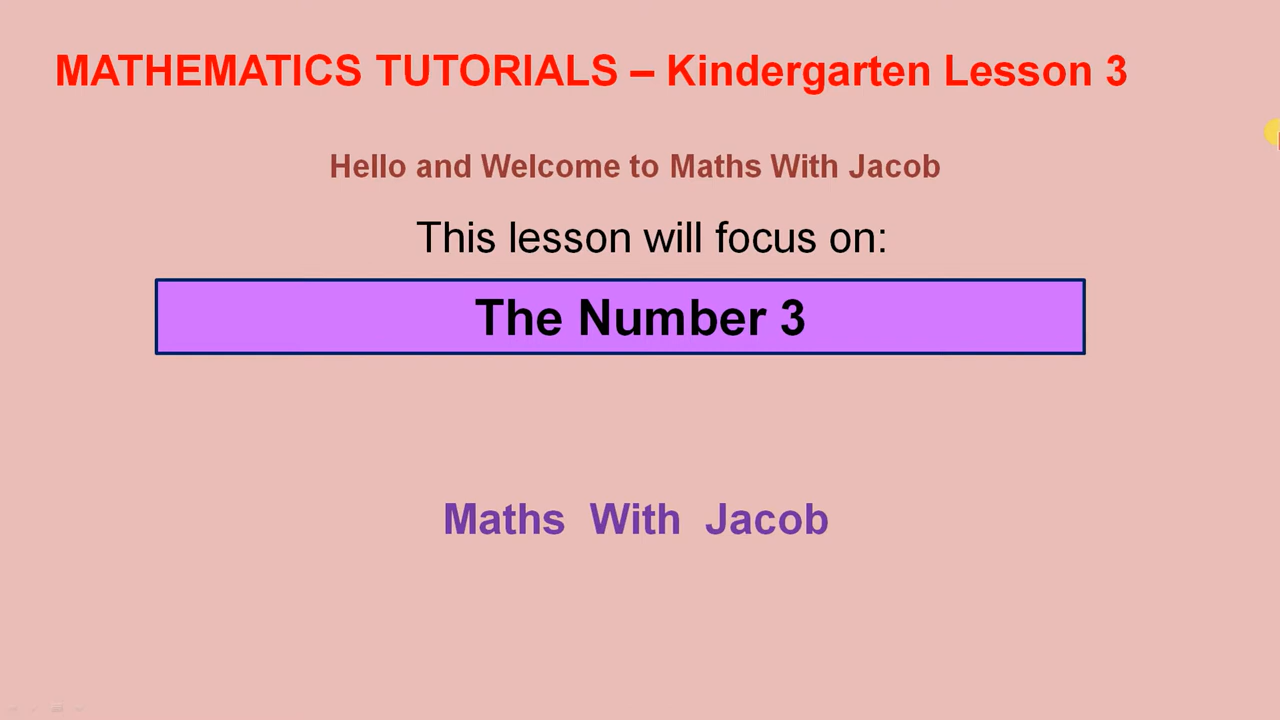 MATHEMATICS TUTORIALS – Kindergarten Lesson 3
Hello and Welcome to Maths With Jacob
This lesson will focus on:
The Number 3
Maths With Jacob